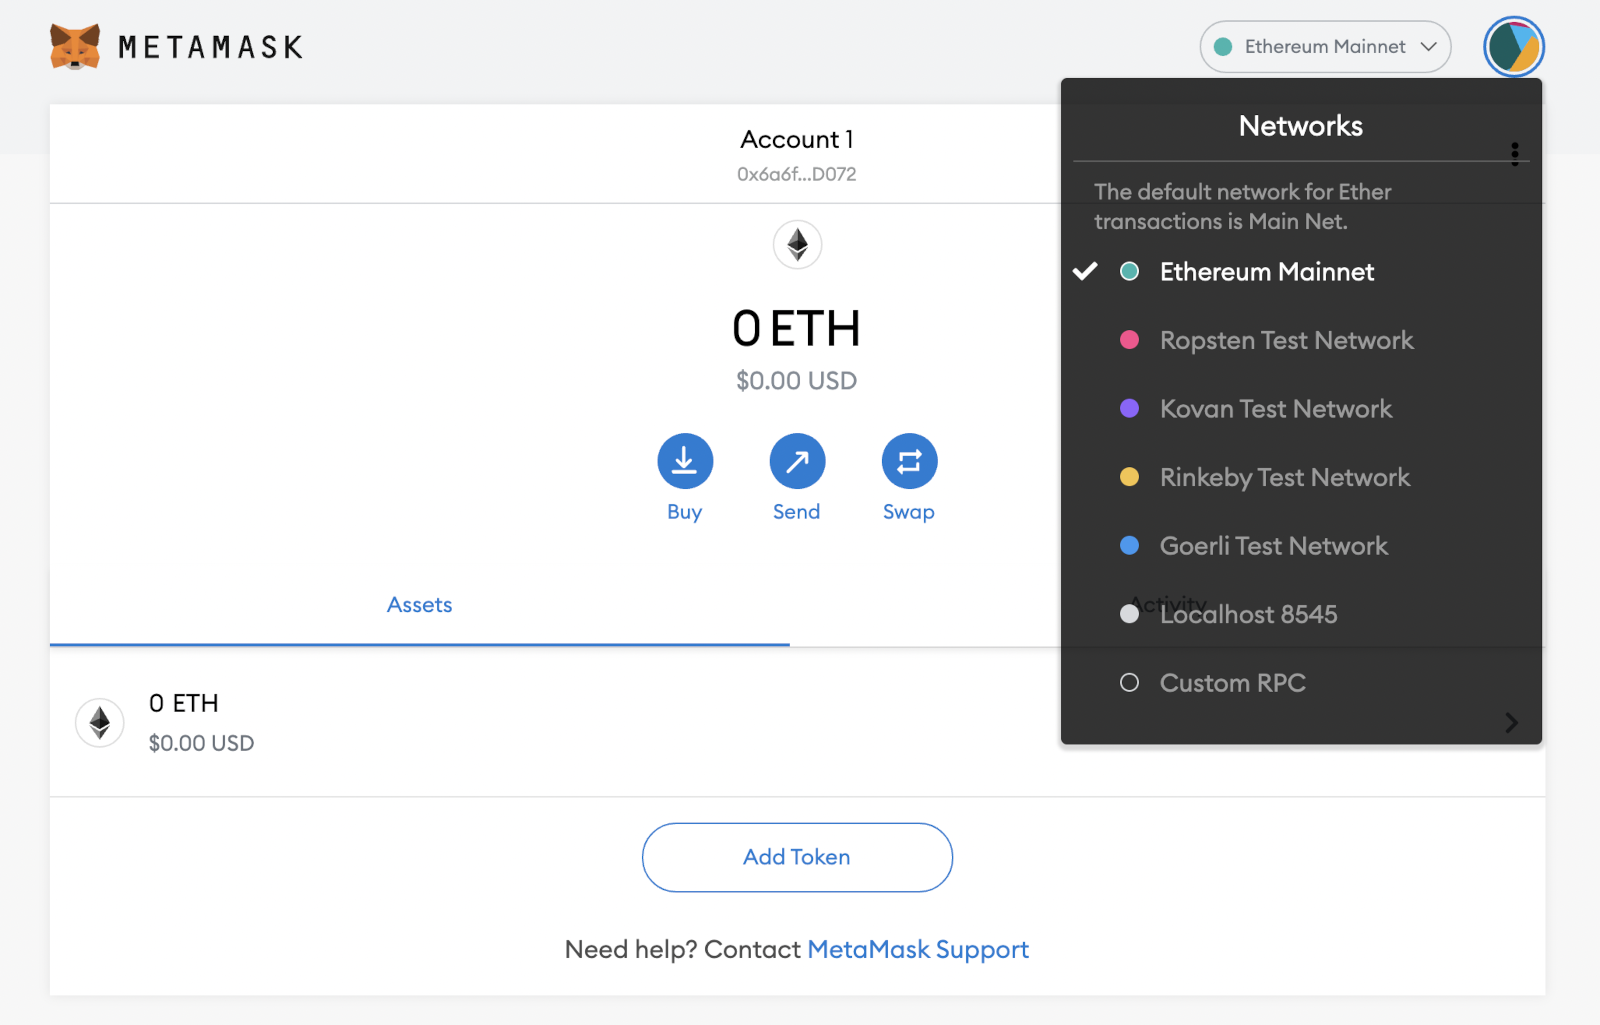 METAMASK
Ethereum Mainnet
Account 1
0x6a6f...D072
0 ETH
$0.00 USD
Buy
Send
Swap
Assets
Activity
0 ETH
$0.00 USD
Add Token
Need help? Contact MetaMask Support
Networks
The default network for Ether
transactions is Main Net.
Ethereum Mainnet
Ropsten Test Network
Kovan Test Network
Rinkeby Test Network
Goerli Test Network
Localhost 8545
Custom RPC